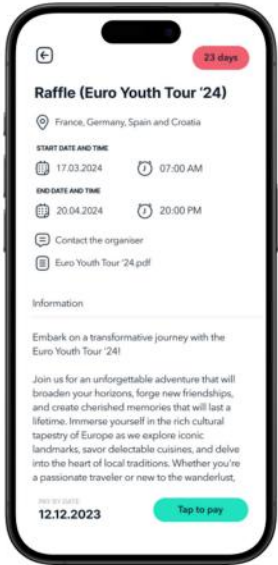 23 days
Raffle (Euro Youth Tour '24)
France, Germany, Spain and Croatia
START DATE AND TIME
17.03.2024 07:00 AM
END DATE AND TIME
20.04.2024 20:00 PM
Contact the organiser
Euro Youth Tour '24.pdf
Information
Embark on a transformative journey with the
Euro Youth Tour '24!
Join us for an unforgettable adventure that will
broaden your horizons, forge new friendships,
and create cherished memories that will last a
lifetime. Immerse yourself in the rich cultural
tapestry of Europe as we explore iconic
landmarks, savor delectable cuisines, and delve
into the heart of local traditions. Whether you're
a passionate traveler or new to the wanderlust,
PAY BY DATE
12.12.2023 Tap to pay